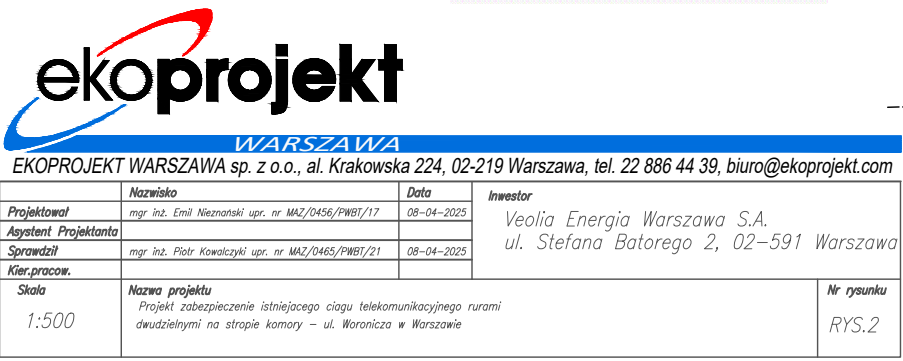 ekoprojekt
WARSZAWA
EKOPROJEKT WARSZAWA sp. z o.o., al. Krakowska 224, 02-219 Warszawa, tel. 22 886 44 39, biuro@ekoprojekt.com
Nazwisko Data Inwestor
Projektował mgr inż. Emil Nieznański upr. nr MAZ/0456/PWBT/17 08-04-2025 Veolia Energia Warszawa S.A.
Asystent Projektanta ul. Stefana Batorego 2, 02-591 Warszawa
Sprawdził mgr inż. Piotr Kowalczyki upr. nr MAZ/0465/PWBT/21 08-04-2025
Kier.pracow.
Skala Nazwa projektu Nr rysunku
Projekt zabezpieczenie istniejacego ciagu telekomunikacyjnego rurami
1:500 dwudzielnymi na stropie komory - ul. Woronicza w Warszawie RYS.2